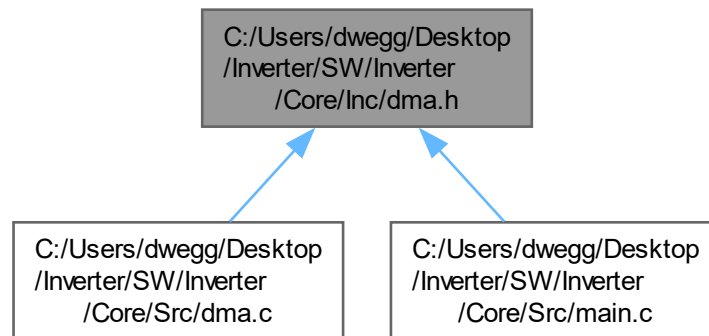 C:/Users/dwegg/Desktop
/Inverter/SW/Inverter
/Core/Inc/dma.h
C:/Users/dwegg/Desktop
/Inverter/SW/Inverter
/Core/Src/dma.c
C:/Users/dwegg/Desktop
/Inverter/SW/Inverter
/Core/Src/main.c